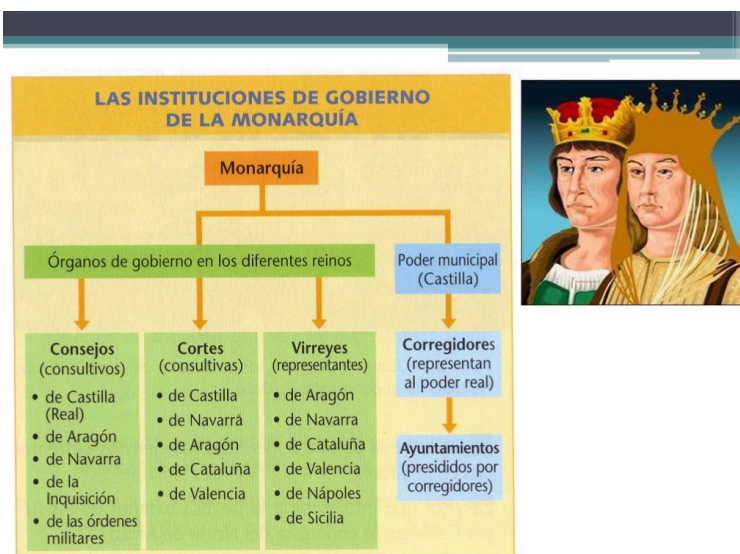 LAS INSTITUCIONES DE GOBIERNO
DE LA MONARQUÍA
Monarquía
Órganos de gobierno en los diferentes reinos
Consejos
(consultivos)
• de Castilla
(Real)
• de Aragón
• de Navarra
• de la
Inquisición
• de las órdenes
militares
Cortes
(consultivas)
• de Castilla
• de Navarra
• de Aragón
• de Cataluña
• de Valencia
Virreyes
(representantes)
• de Aragón
• de Navarra
• de Cataluña
• de Valencia
• de Nápoles
• de Sicilia
Poder municipal
(Castilla)
Corregidores
(representan
al poder real)
Ayuntamientos
(presididos por
corregidores)